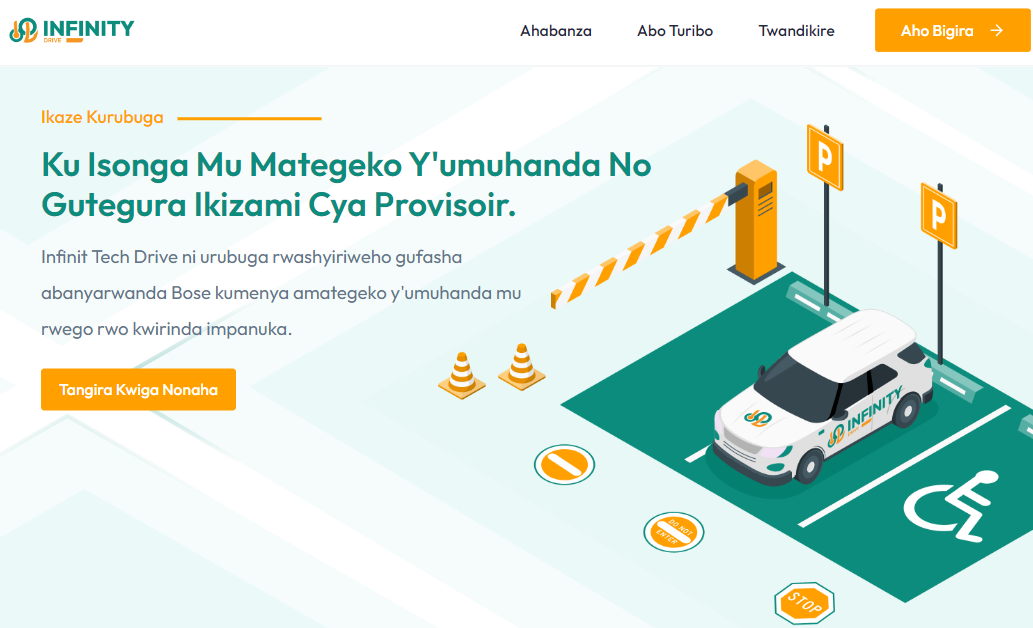 INFINITY
DRIVE
Ahabanza
Abo Turibo
Twandikire
Aho Bigira
Ikaze Kurubuga
Ku Isonga Mu Mategeko Y'umuhanda No
Gutegura Ikizami Cya Provisoir.
Infinit Tech Drive ni urubuga rwashyiriweho gufasha
abanyarwanda Bose kumenya amategeko y'umuhanda mu
rwego rwo kwirinda impanuka.
Tangira Kwiga Nonaha
P
P
INFINITY
DRIVE
DO NOT
ENTER
STOP